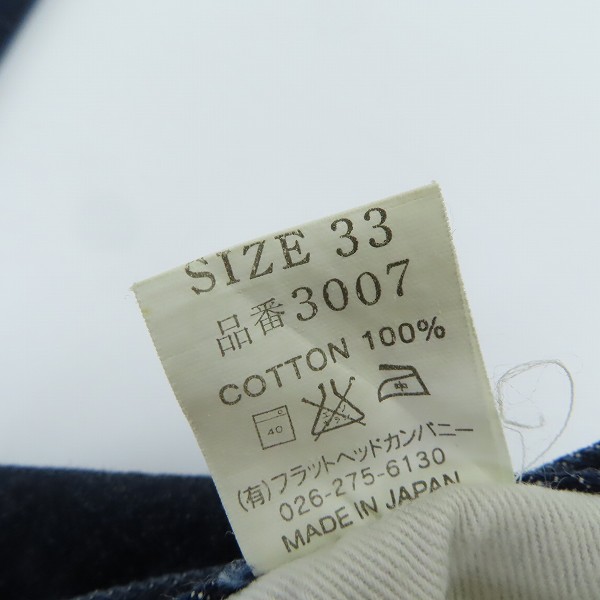 SIZE 33
品番3007
COTTON 100%
40 中
(有)フラットヘッドカンパニー
026-275-6130
MADE IN JAPAN